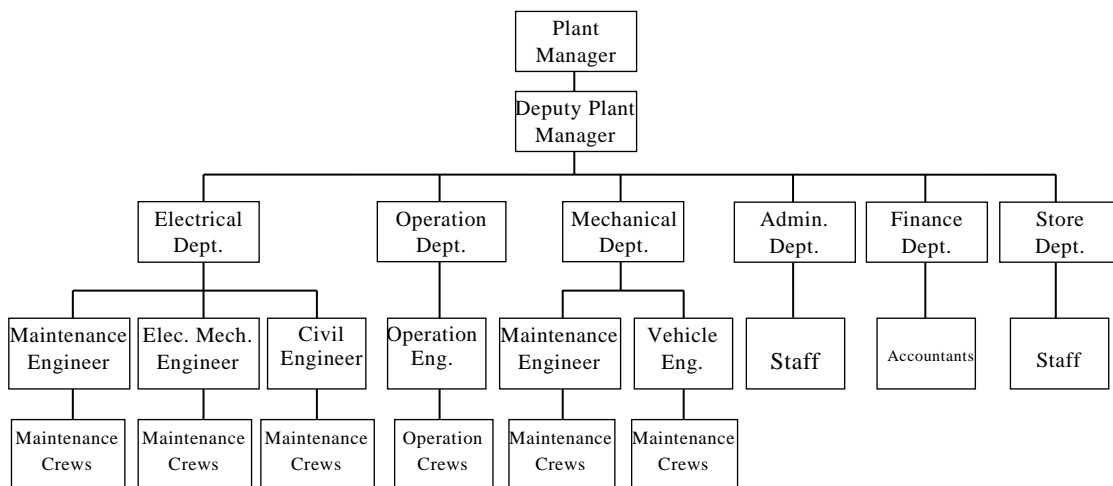 Plant
Manager
Deputy Plant
Manager
Electrical
Dept.
Operation
Dept.
Mechanical
Dept.
Admin.
Dept.
Finance
Dept.
Store
Dept.
Maintenance
Engineer
Elec. Mech.
Engineer
Civil
Engineer
Operation
Eng.
Maintenance
Engineer
Vehicle
Eng.
Staff
Accountants
Staff
Maintenance
Crews
Maintenance
Crews
Maintenance
Crews
Operation
Crews
Maintenance
Crews
Maintenance
Crews